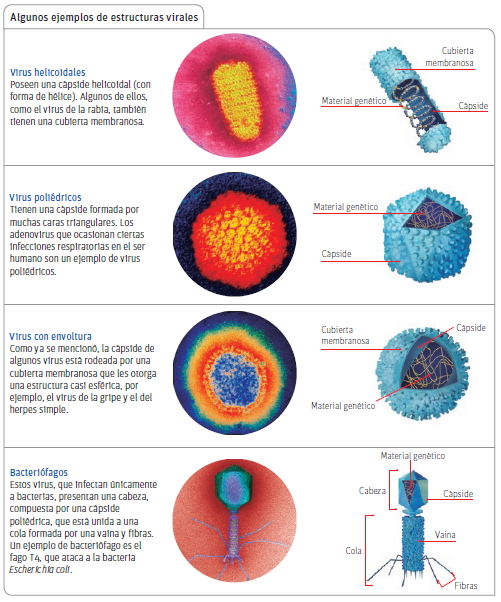 Algunos ejemplos de estructuras virales
Virus helicoidales
Poseen una cápside helicoidal (con
forma de hélice). Algunos de ellos,
como el virus de la rabia, también
tienen una cubierta membranosa.
Cubierta
membranosa
Material genético
Cápside
Virus poliédricos
Tienen una cápside formada por
muchas caras triangulares. Los
adenovirus que ocasionan ciertas
infecciones respiratorias en el ser
humano son un ejemplo de virus
poliédricos.
Material genético
Cápside
Virus con envoltura
Como ya se mencionó, la cápside de
algunos virus está rodeada por una
cubierta membranosa que les otorga
una estructura casi esférica, por
ejemplo, el virus de la gripe y el del
herpes simple.
Cubierta
membranosa
Cápside
Material genético
Bacteriófagos
Estos virus, que infectan únicamente
a bacterias, presentan una cabeza,
compuesta por una cápside
poliédrica, que está unida a una
cola formada por una vaina y fibras.
Un ejemplo de bacteriófago es el
fago T4, que ataca a la bacteria
Escherichia coli.
Material genético
Cabeza
Cápside
Vaina
Cola
Fibras